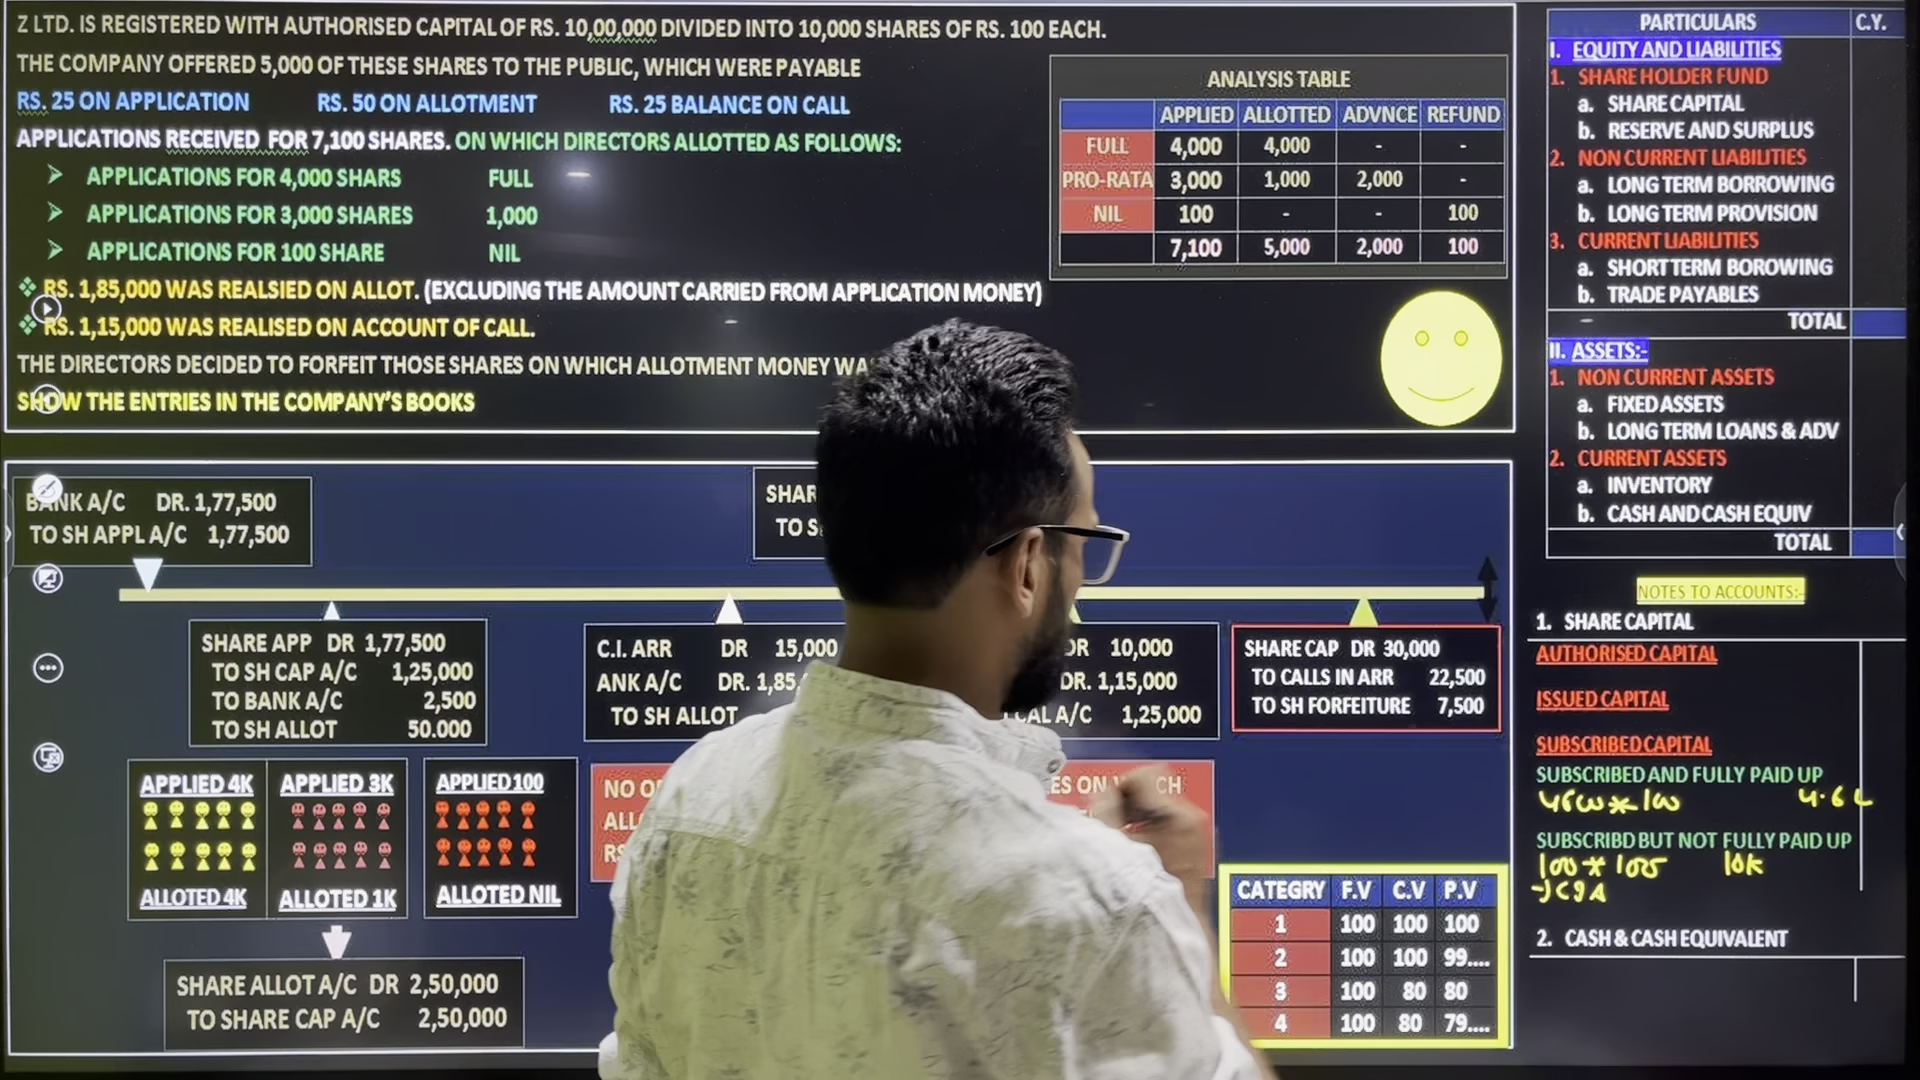 Z LTD. IS REGISTERED WITH AUTHORISED CAPITAL OF RS. 10,00,000 DIVIDED INTO 10,000 SHARES OF RS. 100 EACH.
THE COMPANY OFFERED 5,000 OF THESE SHARES TO THE PUBLIC, WHICH WERE PAYABLE
RS. 25 ON APPLICATION RS. 50 ON ALLOTMENT RS. 25 BALANCE ON CALL
APPLICATIONS RECEIVED FOR 7,100 SHARES. ON WHICH DIRECTORS ALLOTTED AS FOLLOWS:
APPLICATIONS FOR 4,000 SHARS FULL
APPLICATIONS FOR 3,000 SHARES 1,000
APPLICATIONS FOR 100 SHARE NIL
RS. 1,85,000 WAS REALSIED ON ALLOT. (EXCLUDING THE AMOUNT CARRIED FROM APPLICATION MONEY)
RS. 1,15,000 WAS REALISED ON ACCOUNT OF CALL.
THE DIRECTORS DECIDED TO FORFEIT THOSE SHARES ON WHICH ALLOTMENT MONEY
SHOW THE ENTRIES IN THE COMPANY'S BOOKS
ANALYSIS TABLE
APPLIED ALLOTTED ADVNCE REFUND
FULL 4,000 4,000 - -
PRO-RATA 3,000 1,000 2,000 -
NIL 100 - - 100
7,100 5,000 2,000 100
PARTICULARS C.Y.
I. EQUITY AND LIABILITIES
1. SHARE HOLDER FUND
a. SHARE CAPITAL
b. RESERVE AND SURPLUS
2. NON CURRENT LIABILITIES
a. LONG TERM BORROWING
b. LONG TERM PROVISION
3. CURRENT LIABILITIES
a. SHORT TERM BOROWING
b. TRADE PAYABLES
TOTAL
II. ASSETS:-
1. NON CURRENT ASSETS
a. FIXED ASSETS
b. LONG TERM LOANS & ADV
2. CURRENT ASSETS
a. INVENTORY
b. CASH AND CASH EQUIV
TOTAL
NOTES TO ACCOUNTS:-
1. SHARE CAPITAL
AUTHORISED CAPITAL
ISSUED CAPITAL
SUBSCRIBED CAPITAL
SUBSCRIBED AND FULLY PAID UP
4.6 L
SUBSCRIBD BUT NOT FULLY PAID UP
10K
2. CASH & CASH EQUIVALENT
BANK A/C DR. 1,77,500
TO SH APPL A/C 1,77,500
SHARE APP DR 1,77,500
TO SH CAP A/C 1,25,000
TO BANK A/C 2,500
TO SH ALLOT 50.000
C.I. ARR DR 15,000
ANK A/C DR. 1,85
TO SH ALLOT
10,000
DR. 1,15,000
A/C 1,25,000
SHARE CAP DR 30,000
TO CALLS IN ARR 22,500
TO SH FORFEITURE 7,500
APPLIED 4K
ALLOTED 4K
APPLIED 3K
ALLOTED 1K
APPLIED 100
ALLOTED NIL
SHARE ALLOT A/C DR 2,50,000
TO SHARE CAP A/C 2,50,000
NO
ON
CATEGRY F.V C.V P.V
1 100 100 100
2 100 100 99....
3 100 80 80
4 100 80 79....